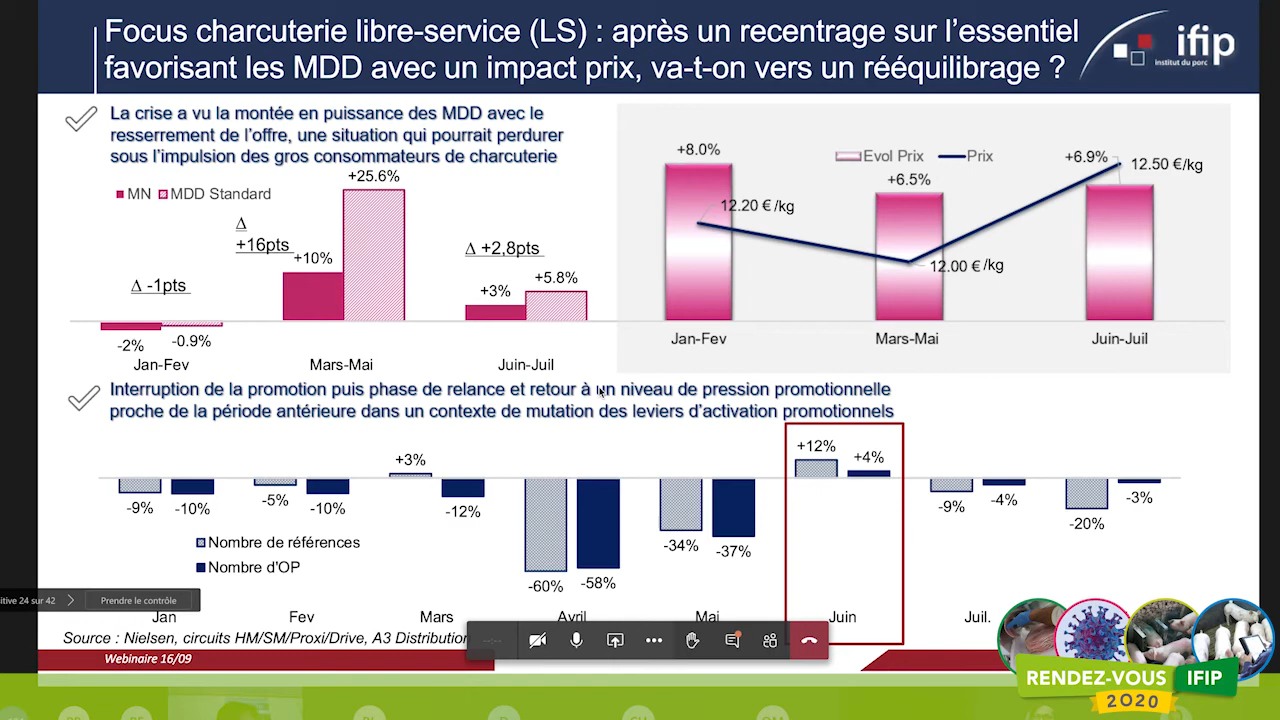 Focus charcuterie libre-service (LS) : après un recentrage sur l'essentiel
favorisant les MDD avec un impact prix, va-t-on vers un rééquilibrage ?
ifip
institut du porc
La crise a vu la montée en puissance des MDD avec le
resserrement de l'offre, une situation qui pourrait perdurer
sous l'impulsion des gros consommateurs de charcuterie
MN
MDD Standard
Δ -1pts
Δ
+16pts
Δ +2,8pts
-2%
-0.9%
+10%
+25.6%
+3%
+5.8%
Jan-Fev
Mars-Mai
Juin-Juil
Evol Prix
Prix
+8.0%
+6.5%
+6.9%
12.20 €/kg
12.00 €/kg
12.50 €/kg
Jan-Fev
Mars-Mai
Juin-Juil
Interruption de la promotion puis phase de relance et retour à un niveau de pression promotionnelle
proche de la période antérieure dans un contexte de mutation des leviers d'activation promotionnels
-9%
-10%
-5%
-10%
+3%
-12%
-60%
-58%
-34%
-37%
+12%
+4%
-9%
-4%
-20%
-3%
Nombre de références
Nombre d'OP
Jan
Fev
Mars
Avril
Mai
Juin
Juil.
itive 24 sur 42
Prendre le contrôle
Source : Nielsen, circuits HM/SM/Proxi/Drive, A3 Distribution
Webinaire 16/09
RENDEZ-VOUS IFIP
2020